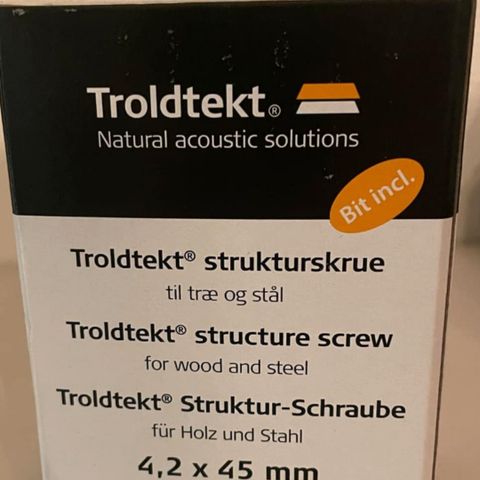 Troldtekt®
Natural acoustic solutions
Bit incl.
Troldtekt® strukturskrue
til træ og stål
Troldtekt® structure screw
for wood and steel
Troldtekt® Struktur-Schraube
für Holz und Stahl
4,2 x 45 mm